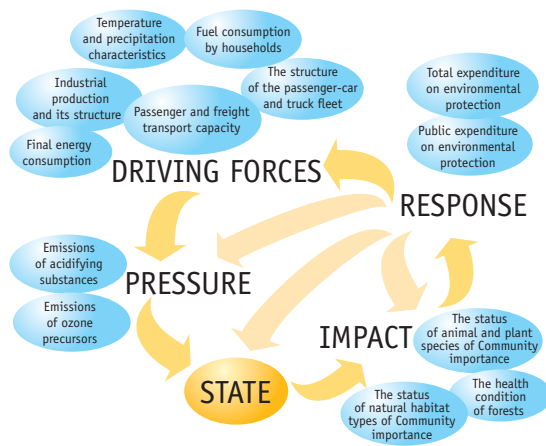 Temperature
and precipitation
characteristics
Fuel consumption
by households
Industrial
production
and its structure
Passenger and freight
transport capacity
The structure
of the passenger-car
and truck fleet
Final energy
consumption
Total expenditure
on environmental
protection
Public expenditure
on environmental
protection
DRIVING FORCES
RESPONSE
Emissions
of acidifying
substances
PRESSURE
Emissions
of ozone
precursors
IMPACT
The status
of animal and plant
species of Community
importance
STATE
The status
of natural habitat
types of Community
importance
The health
condition
of forests